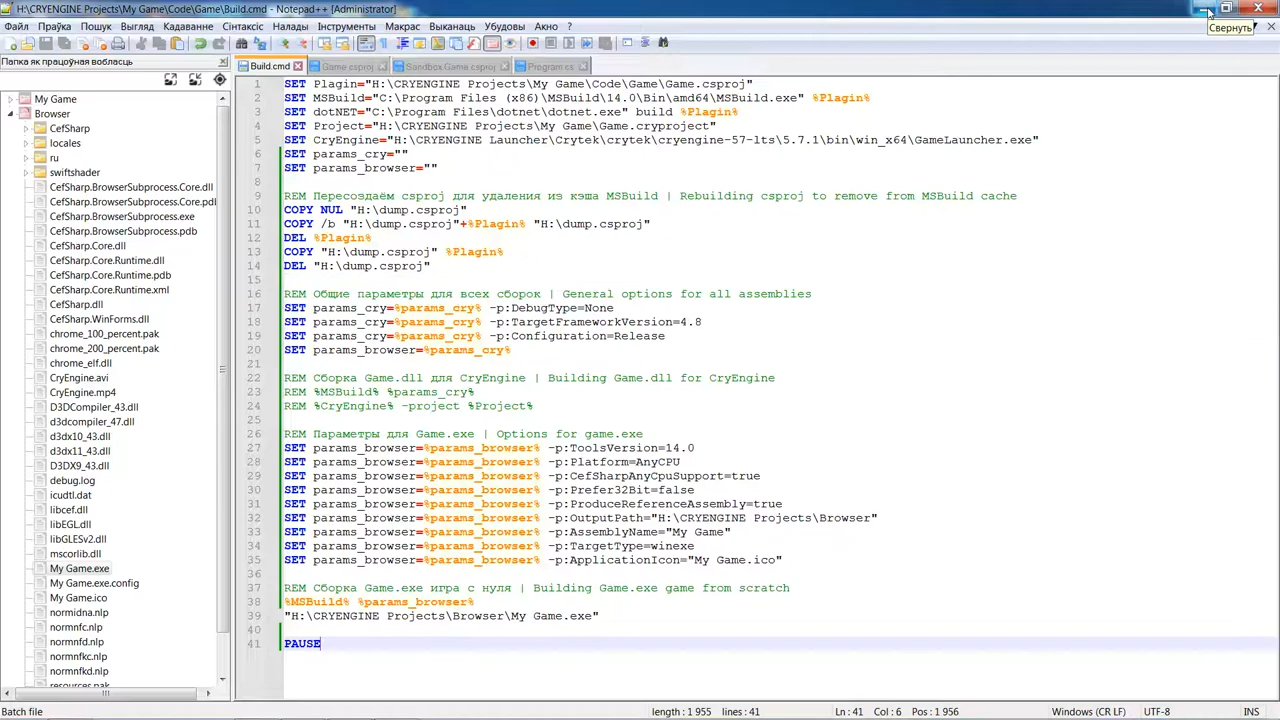 H:\CRYENGINE Projects\My Game\Code\Game\Build.cmd - Notepad++ [Administrator]
Свернуть
Файл Праўка Пошук Выгляд Кадаванне Сінтаксіс Налады Інструменты Макрас Выканаць Убудовы Акно ?
Папка як працоўная вобласць
Build.cmd Game.csproj Sandbox.Game.csproj Program.cs
My Game
Browser
CefSharp
locales
ru
swiftshader
CefSharp.BrowserSubprocess.Core.dll
CefSharp.BrowserSubprocess.Core.pdb
CefSharp.BrowserSubprocess.exe
CefSharp.BrowserSubprocess.pdb
CefSharp.Core.dll
CefSharp.Core.Runtime.dll
CefSharp.Core.Runtime.pdb
CefSharp.Core.Runtime.xml
CefSharp.dll
CefSharp.WinForms.dll
chrome_100_percent.pak
chrome_200_percent.pak
chrome_elf.dll
CryEngine.avi
CryEngine.mp4
D3DCompiler_43.dll
d3dcompiler_47.dll
d3dx10_43.dll
d3dx11_43.dll
D3DX9_43.dll
debug.log
icudtl.dat
libcef.dll
libEGL.dll
libGLESv2.dll
mscorlib.dll
My Game.exe
My Game.exe.config
My Game.ico
normidna.nlp
normnfc.nlp
normnfd.nlp
normnfkc.nlp
normnfkd.nlp
resources.pak
1 SET Plagin="H:\CRYENGINE Projects\My Game\Code\Game\Game.csproj"
2 SET MSBuild="C:\Program Files (x86)\MSBuild\14.0\Bin\amd64\MSBuild.exe" %Plagin%
3 SET dotNET="C:\Program Files\dotnet\dotnet.exe" build %Plagin%
4 SET Project="H:\CRYENGINE Projects\My Game\Game.cryproject"
5 SET CryEngine="H:\CRYENGINE Launcher\Crytek\crytek\cryengine-57-lts\5.7.1\bin\win_x64\GameLauncher.exe"
6 SET params_cry=""
7 SET params_browser=""
8
9 REM Пересоздаём csproj для удаления из кэша MSBuild | Rebuilding csproj to remove from MSBuild cache
10 COPY NUL "H:\dump.csproj"
11 COPY /b "H:\dump.csproj"+%Plagin% "H:\dump.csproj"
12 DEL %Plagin%
13 COPY "H:\dump.csproj" %Plagin%
14 DEL "H:\dump.csproj"
15
16 REM Общие параметры для всех сборок | General options for all assemblies
17 SET params_cry=%params_cry% -p:DebugType=None
18 SET params_cry=%params_cry% -p:TargetFrameworkVersion=4.8
19 SET params_cry=%params_cry% -p:Configuration=Release
20 SET params_browser=%params_cry%
21
22 REM Сборка Game.dll для CryEngine | Building Game.dll for CryEngine
23 REM %MSBuild% %params_cry%
24 REM %CryEngine% -project %Project%
25
26 REM Параметры для Game.exe | Options for game.exe
27 SET params_browser=%params_browser% -p:ToolsVersion=14.0
28 SET params_browser=%params_browser% -p:Platform=AnyCPU
29 SET params_browser=%params_browser% -p:CefSharpAnyCpuSupport=true
30 SET params_browser=%params_browser% -p:Prefer32Bit=false
31 SET params_browser=%params_browser% -p:ProduceReferenceAssembly=true
32 SET params_browser=%params_browser% -p:OutputPath="H:\CRYENGINE Projects\Browser"
33 SET params_browser=%params_browser% -p:AssemblyName="My Game"
34 SET params_browser=%params_browser% -p:TargetType=winexe
35 SET params_browser=%params_browser% -p:ApplicationIcon="My Game.ico"
36
37 REM Сборка Game.exe игра с нуля | Building Game.exe game from scratch
38 %MSBuild% %params_browser%
39 "H:\CRYENGINE Projects\Browser\My Game.exe"
40
41 PAUSE
Batch file length : 1 955 lines : 41 Ln : 41 Col : 6 Pos : 1 956 Windows (CR LF) UTF-8 INS